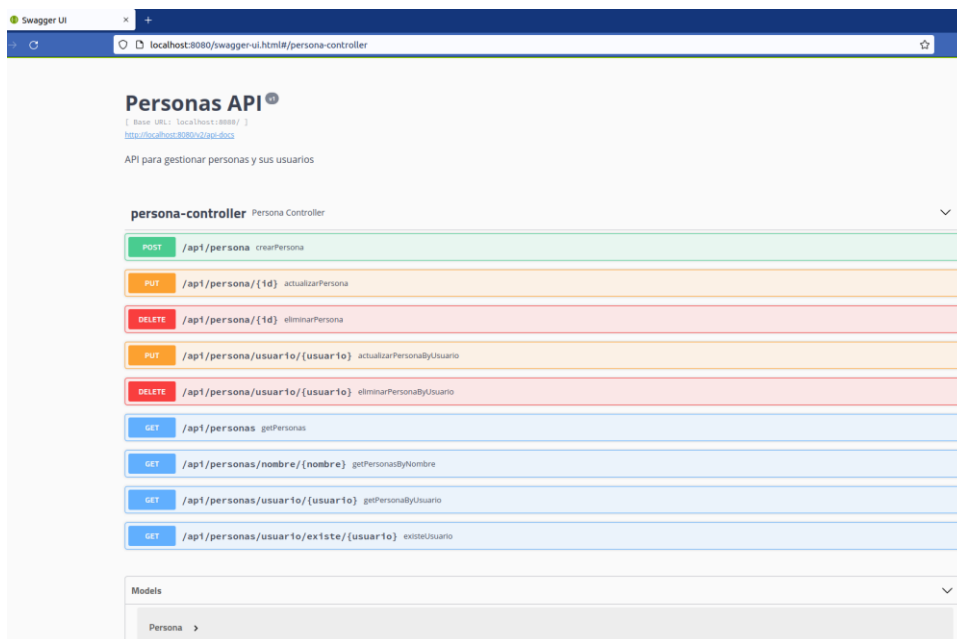 Swagger UI × +
localhost:8080/swagger-ui.html#/persona-controller
Personas API v1
[ Base URL: localhost:8080/ ]
http://localhost:8080/v2/api-docs
API para gestionar personas y sus usuarios
persona-controller Persona Controller
POST /api/persona crearPersona
PUT /api/persona/{id} actualizarPersona
DELETE /api/persona/{id} eliminarPersona
PUT /api/persona/usuario/{usuario} actualizarPersonaByUsuario
DELETE /api/persona/usuario/{usuario} eliminarPersonaByUsuario
GET /api/personas getPersonas
GET /api/personas/nombre/{nombre} getPersonasByNombre
GET /api/personas/usuario/{usuario} getPersonaByUsuario
GET /api/personas/usuario/existe/{usuario} existeUsuario
Models
Persona